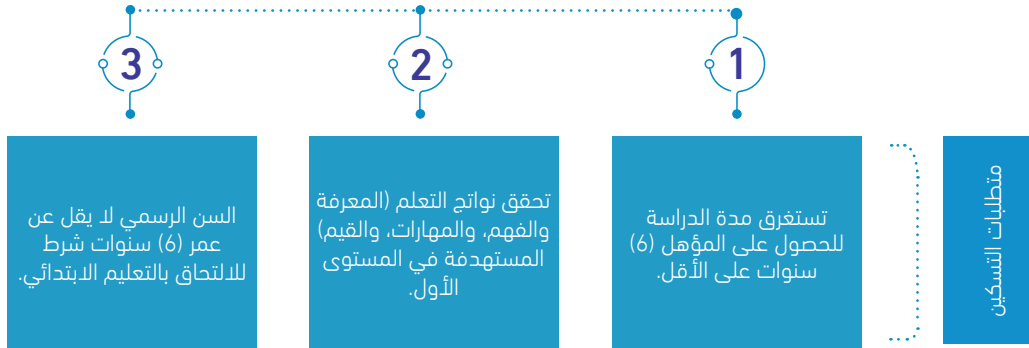 متطلبات التسكين
1
تستغرق مدة الدراسة
للحصول على المؤهل (6)
سنوات على الأقل.
2
تحقق نواتج التعلم (المعرفة
والفهم، والمهارات، والقيم)
المستهدفة في المستوى
الأول.
3
السن الرسمي لا يقل عن
عمر (6) سنوات شرط
للالتحاق بالتعليم الابتدائي.